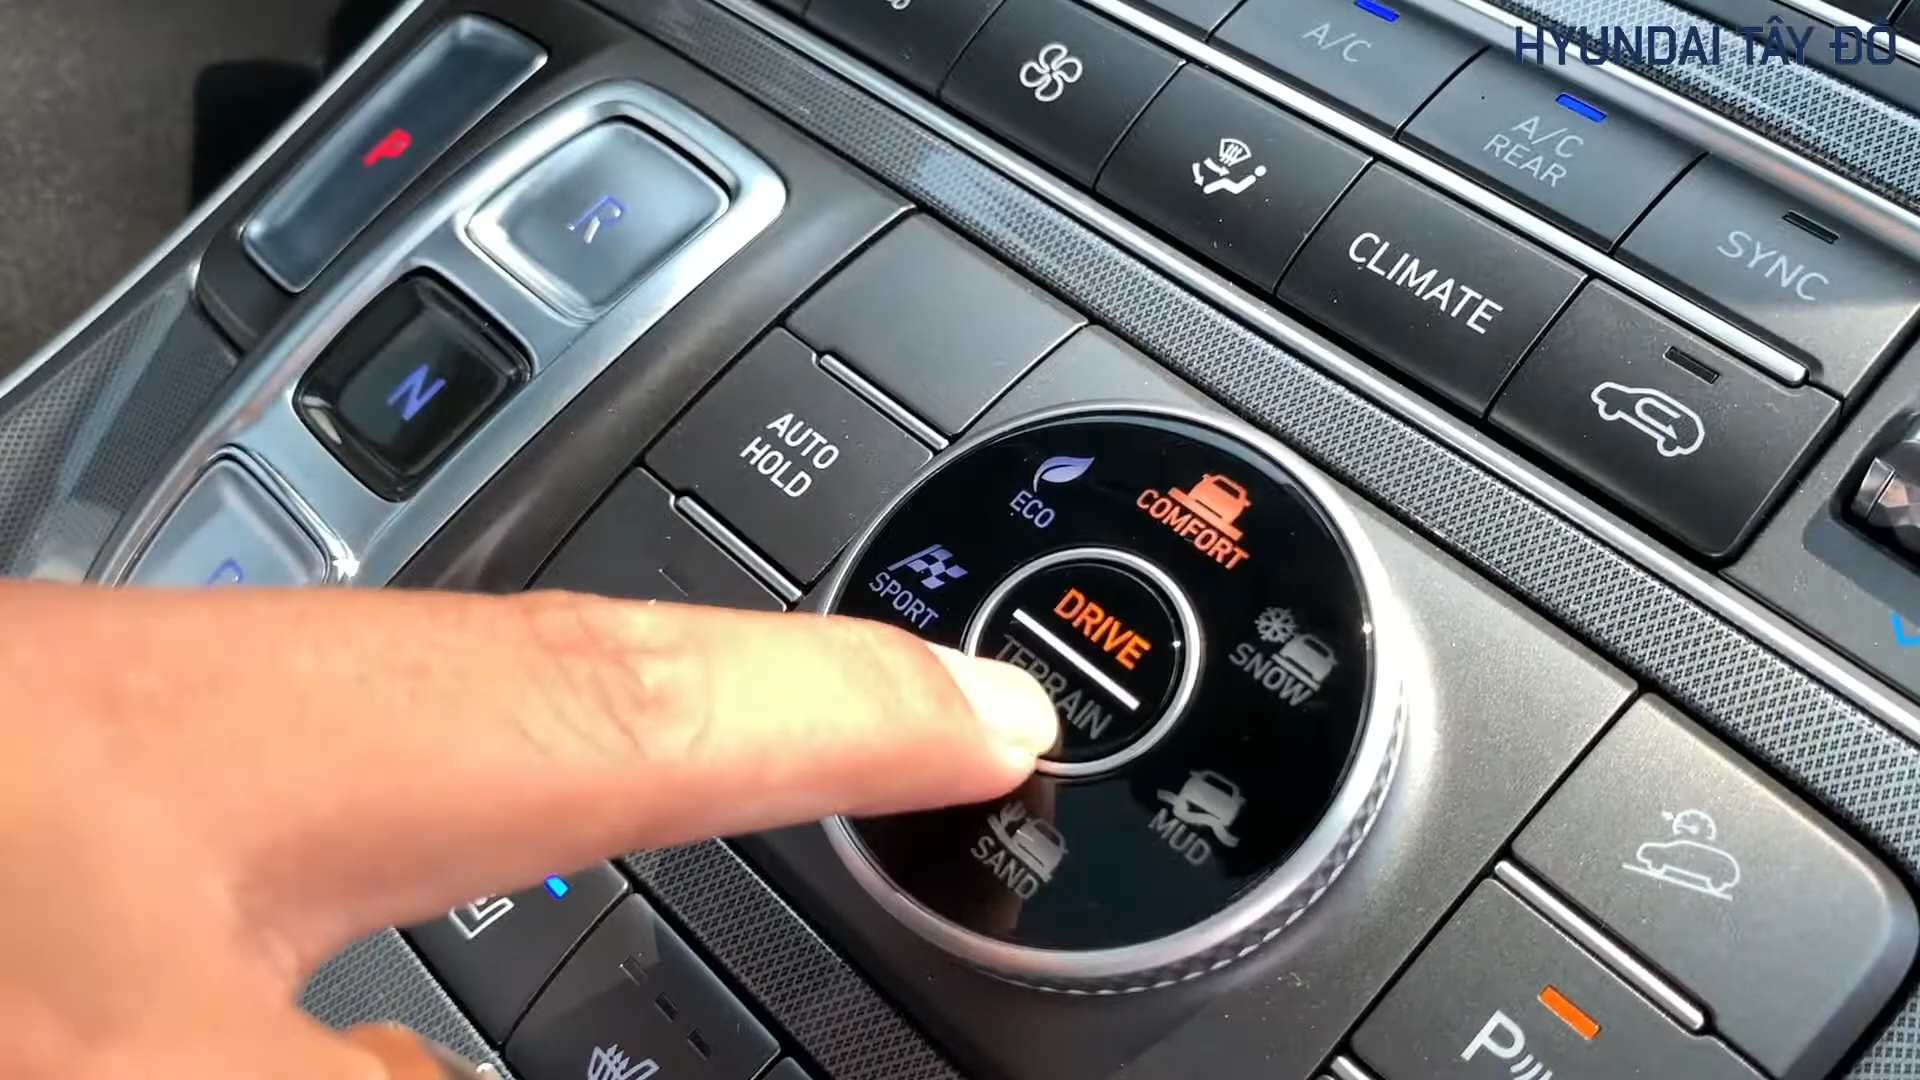 HYUNDAI TÂY ĐÔ
A/C
A/C
REAR
SYNC
CLIMATE
P
R
N
AUTO
HOLD
ECO
COMFORT
SPORT
DRIVE
TERRAIN
SNOW
MUD
SAND
P